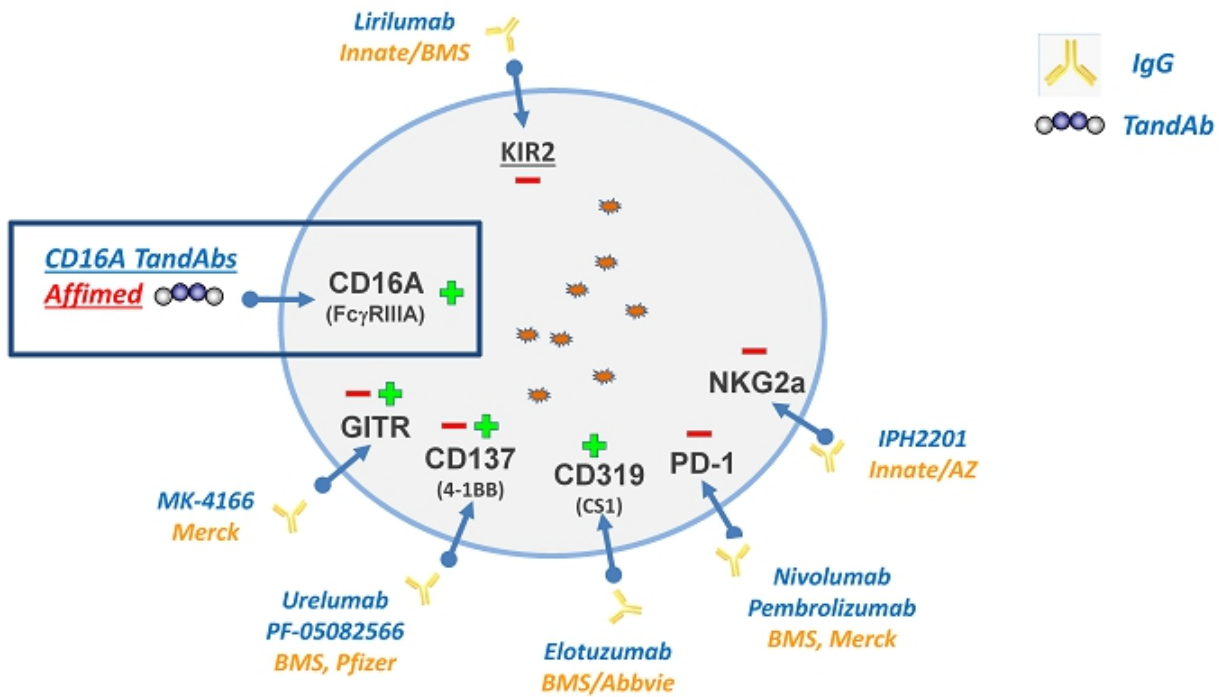 Lirilumab
Innate/BMS
IgG
TandAb
KIR2
CD16A TandAbs
Affimed
CD16A
(FcγRIIIA)
NKG2a
GITR
CD137
(4-1BB)
CD319
(CS1)
PD-1
IPH2201
Innate/AZ
MK-4166
Merck
Urelumab
PF-05082566
BMS, Pfizer
Elotuzumab
BMS/Abbvie
Nivolumab
Pembrolizumab
BMS, Merck